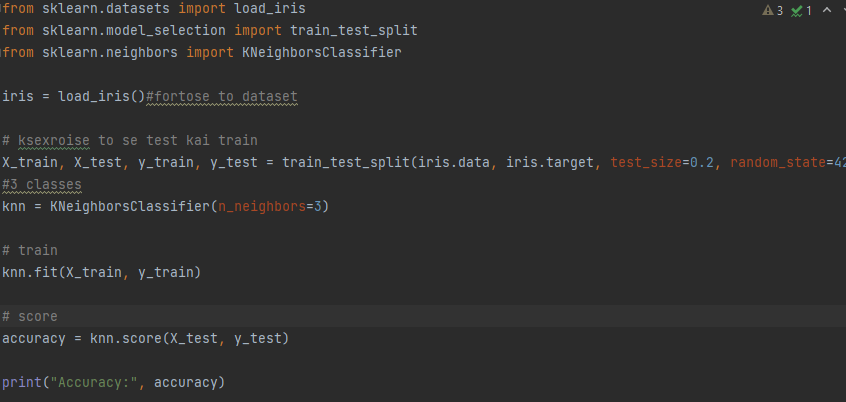 from sklearn.datasets import load_iris
from sklearn.model_selection import train_test_split
from sklearn.neighbors import KNeighborsClassifier
3 1
iris = load_iris()#fortose to dataset
# ksexroise to se test kai train
X_train, X_test, y_train, y_test = train_test_split(iris.data, iris.target, test_size=0.2, random_state=42
#3 classes
knn = KNeighborsClassifier(n_neighbors=3)
# train
knn.fit(X_train, y_train)
# score
accuracy = knn.score(X_test, y_test)
print("Accuracy:", accuracy)